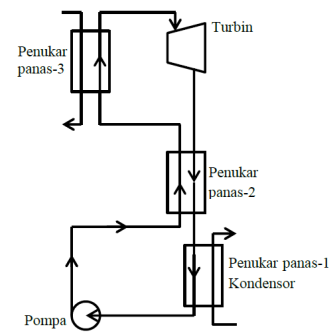 Turbin
Penukar
panas-3
Penukar
panas-2
Penukar panas-1
Kondensor
Pompa